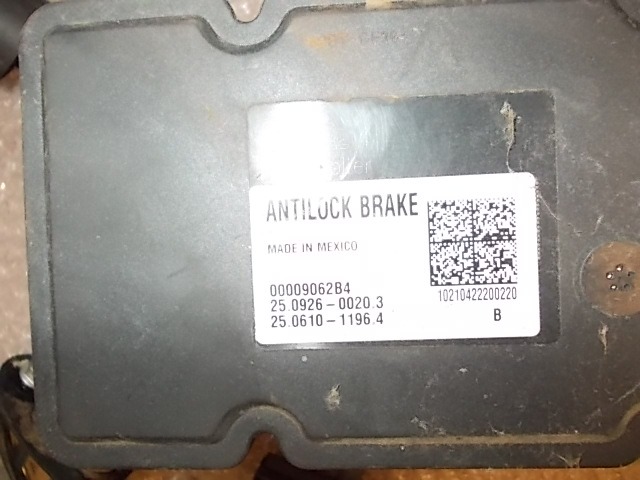 ANTILOCK BRAKE
MADE IN MEXICO
00009062B4
25.0926-0020.3
25.0610-1196.4
10210422200220
B